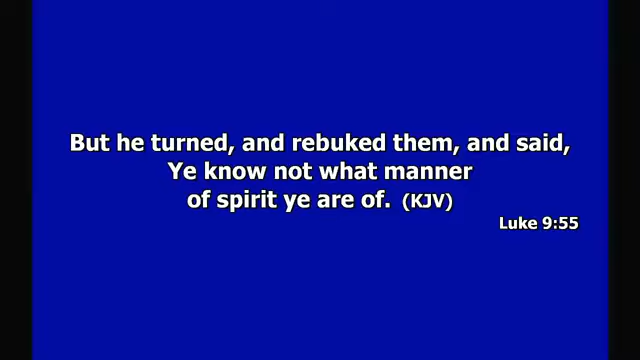 But he turned, and rebuked them, and said,
Ye know not what manner
of spirit ye are of. (KJV)
Luke 9:55